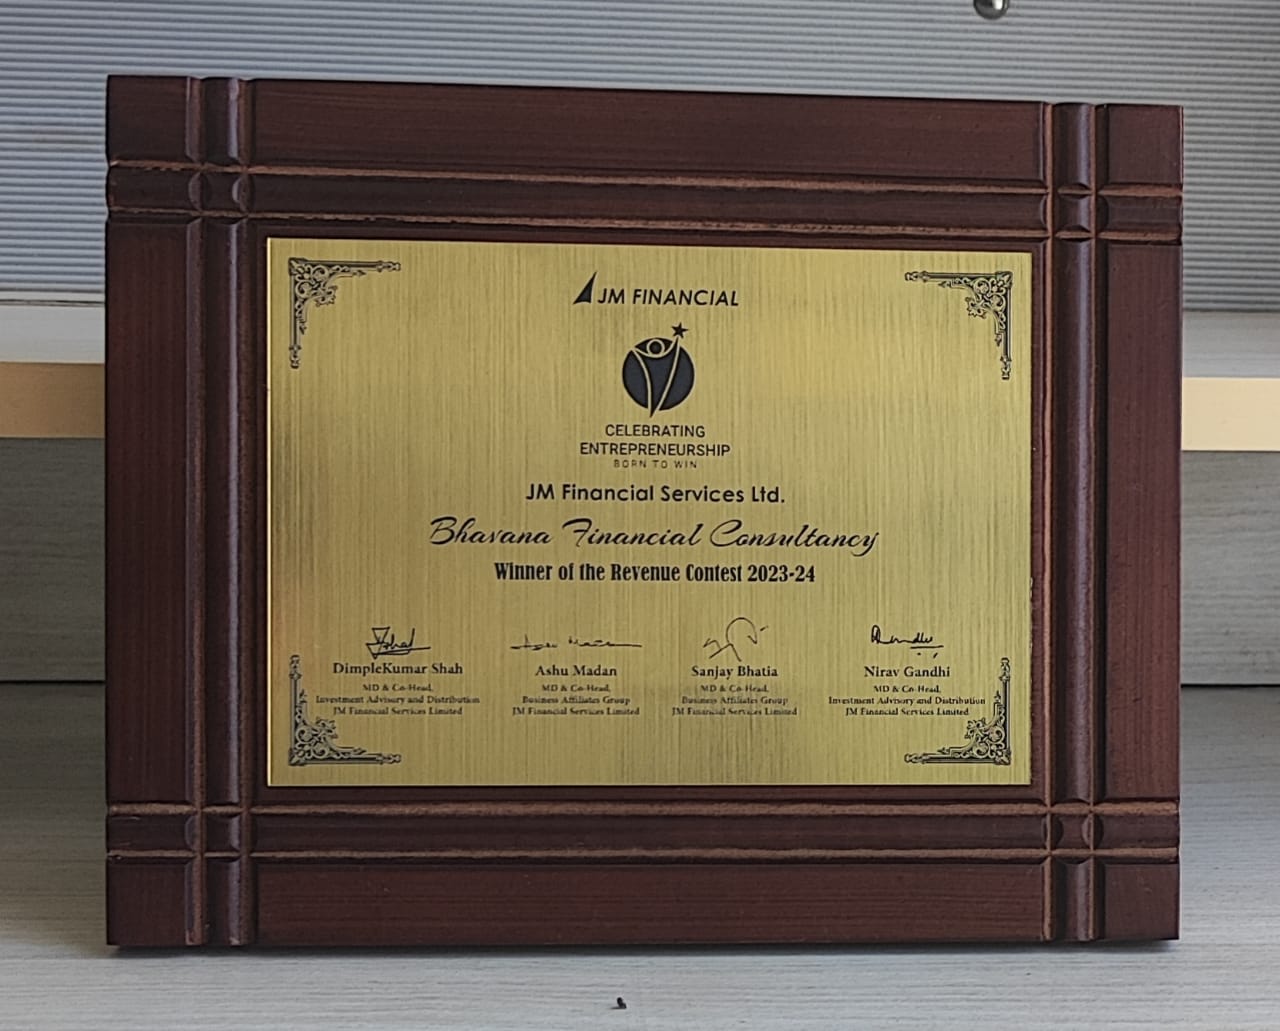 JM FINANCIAL
CELEBRATING
ENTREPRENEURSHIP
BORN TO WIN
JM Financial Services Ltd.
Bhavana Financial Consultancy
Winner of the Revenue Contest 2023-24
DimpleKumar Shah
MD & Co-Head,
Investment Advisory and Distribution
JM Financial Services Limited
Ashu Madan
MD & Co-Head,
Business Affiliates Group
JM Financial Services Limited
Sanjay Bhatia
MD & Co-Head,
Business Affiliates Group
JM Financial Services Limited
Nirav Gandhi
MD & Co-Head,
Investment Advisory and Distribution
JM Financial Services Limited